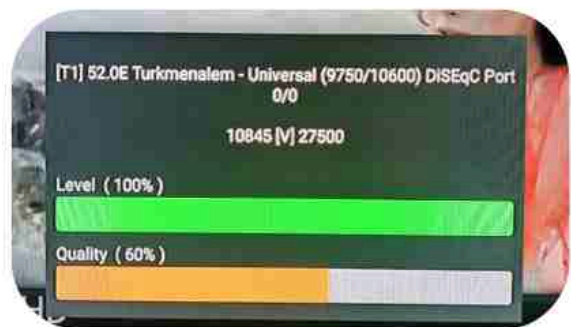 [T1] 52.0E Turkmenalem - Universal (9750/10600) DiSEqC Port
0/0
10845 [V] 27500
Level ( 100% )
Quality ( 60% )